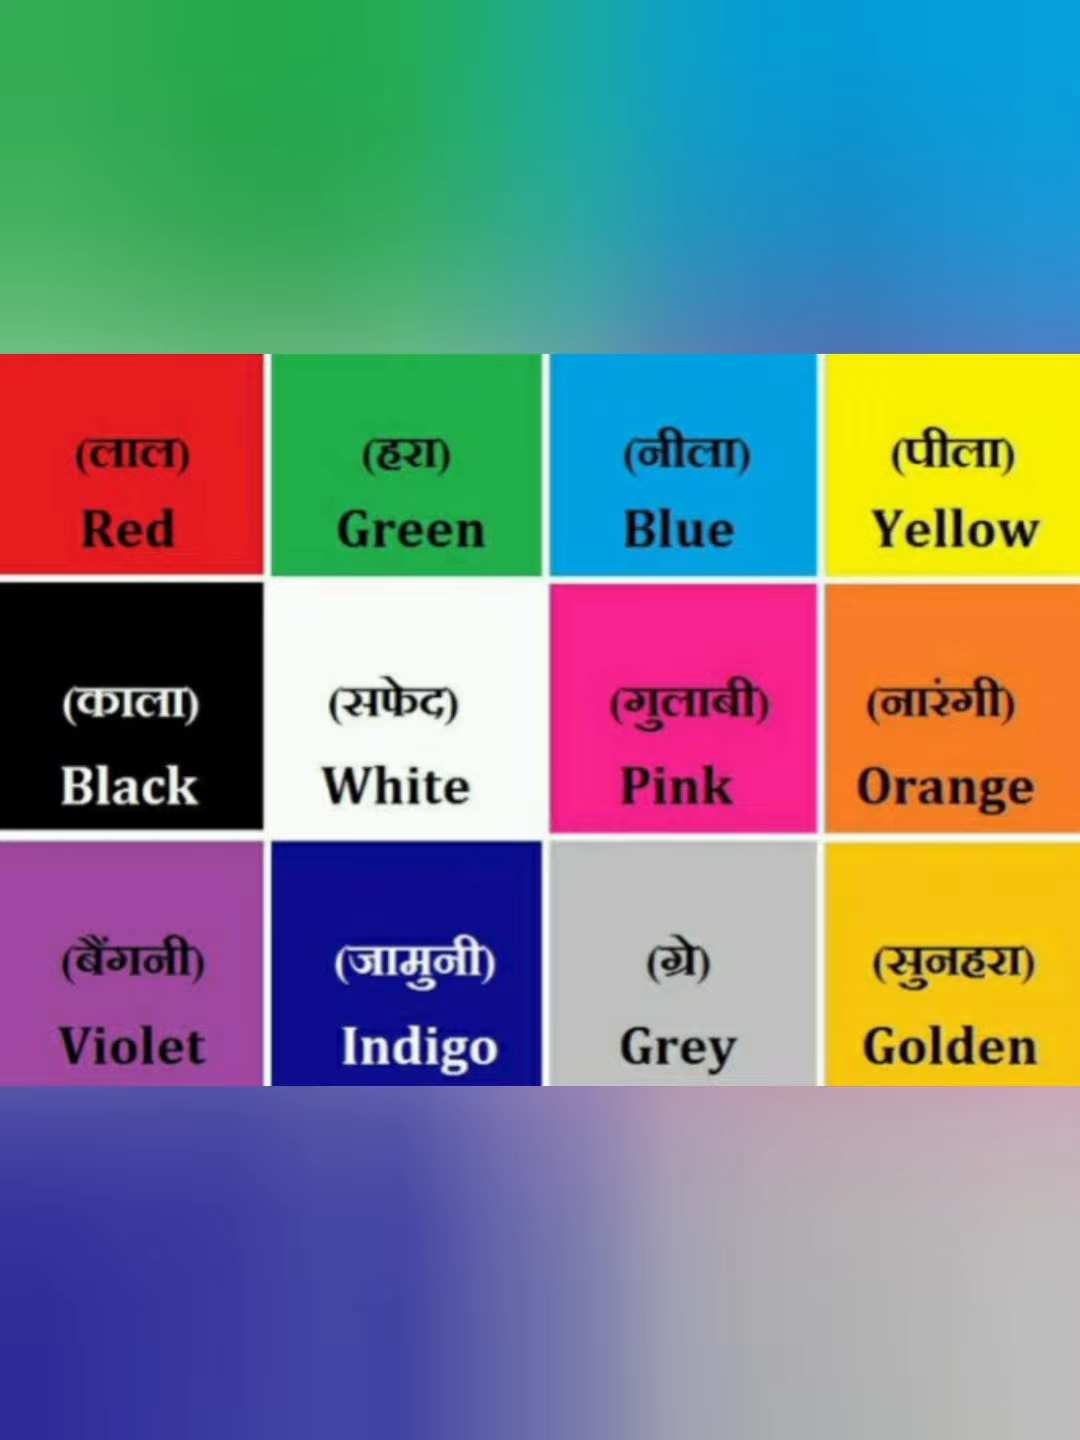 (लाल)
Red
(हरा)
Green
(नीला)
Blue
(पीला)
Yellow
(काला)
Black
(सफेद)
White
(गुलाबी)
Pink
(नारंगी)
Orange
(बैंगनी)
Violet
(जामुनी)
Indigo
(ग्रे)
Grey
(सुनहरा)
Golden